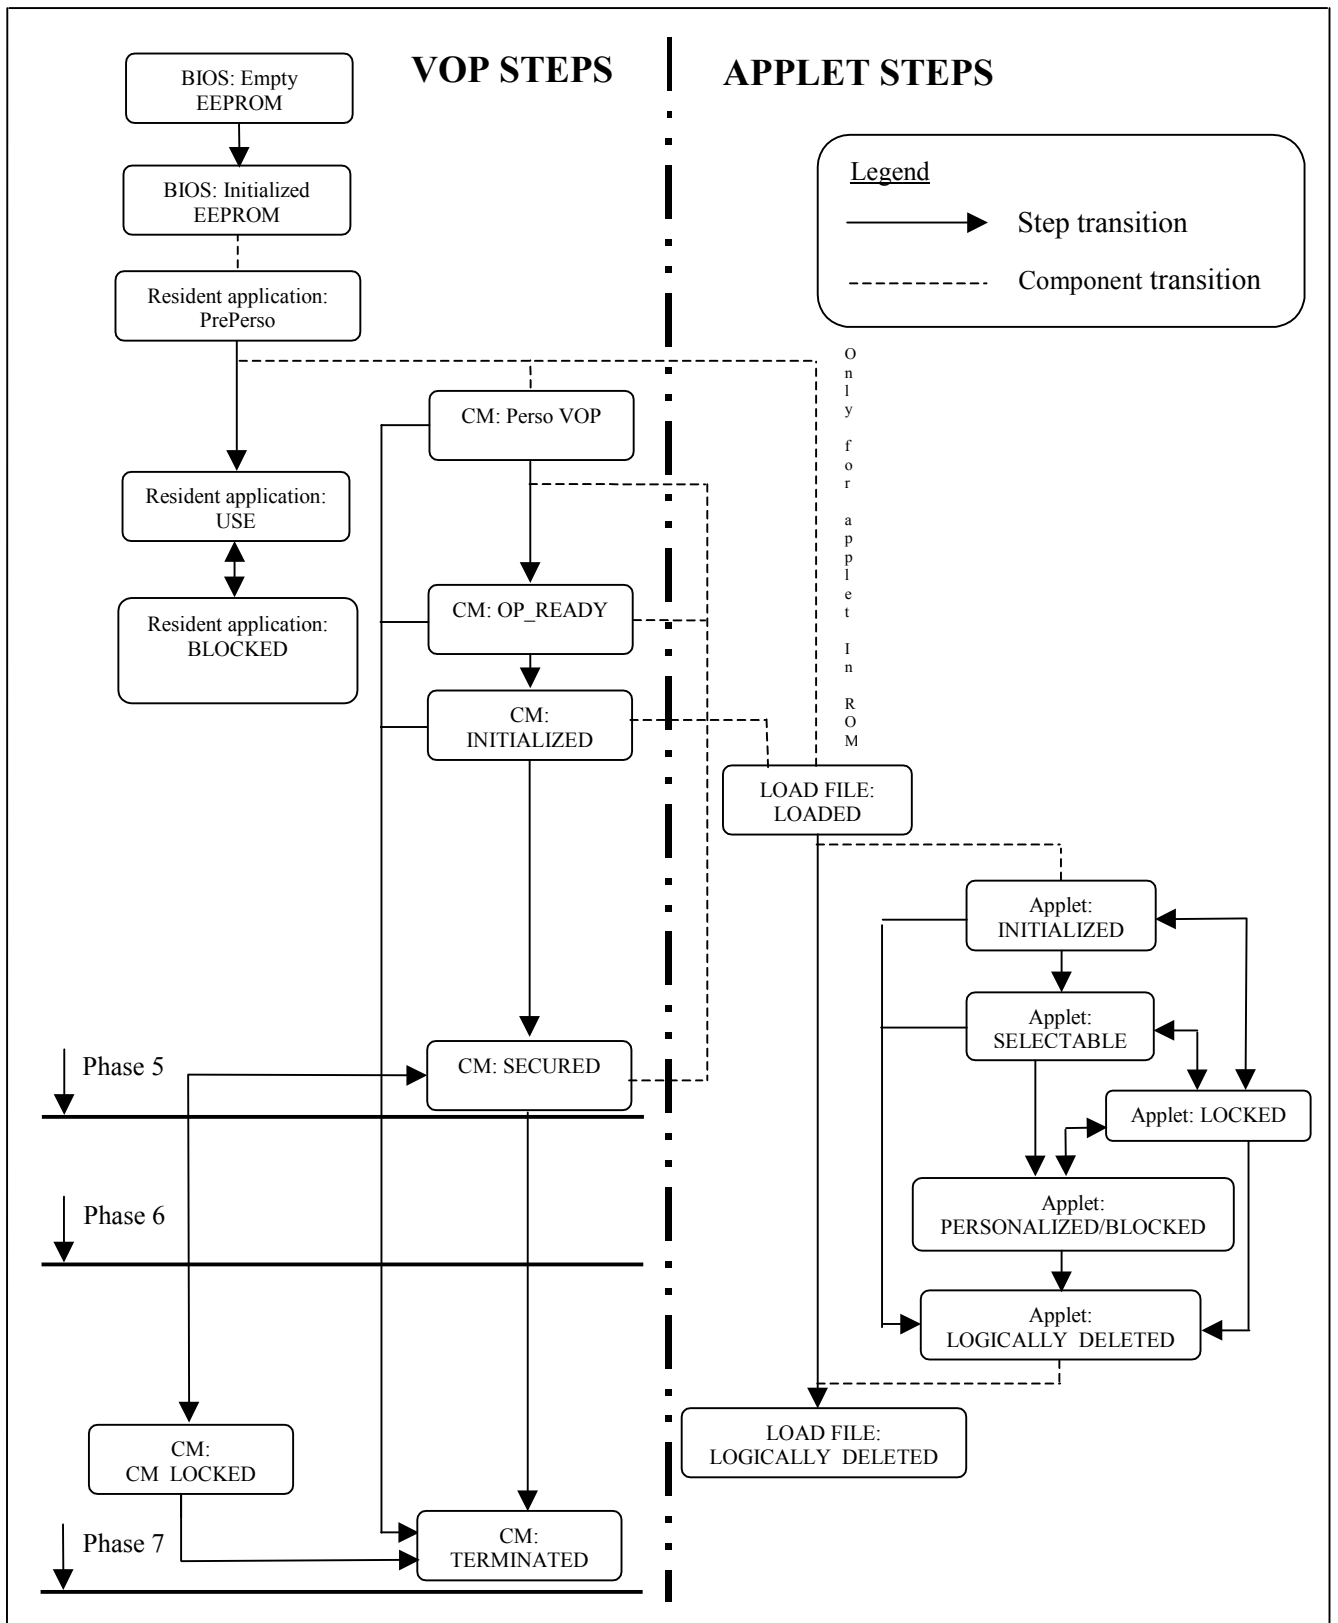 VOP STEPS
APPLET STEPS
BIOS: Empty
EEPROM
BIOS: Initialized
EEPROM
Resident application:
PrePerso
Legend
Step transition
Component transition
Only for applet In ROM
CM: Perso VOP
Resident application:
USE
CM: OP_READY
Resident application:
BLOCKED
CM:
INITIALIZED
LOAD FILE:
LOADED
Applet:
INITIALIZED
Applet:
SELECTABLE
Phase 5
CM: SECURED
Applet: LOCKED
Phase 6
Applet:
PERSONALIZED/BLOCKED
Applet:
LOGICALLY DELETED
LOAD FILE:
LOGICALLY DELETED
CM:
CM LOCKED
Phase 7
CM:
TERMINATED